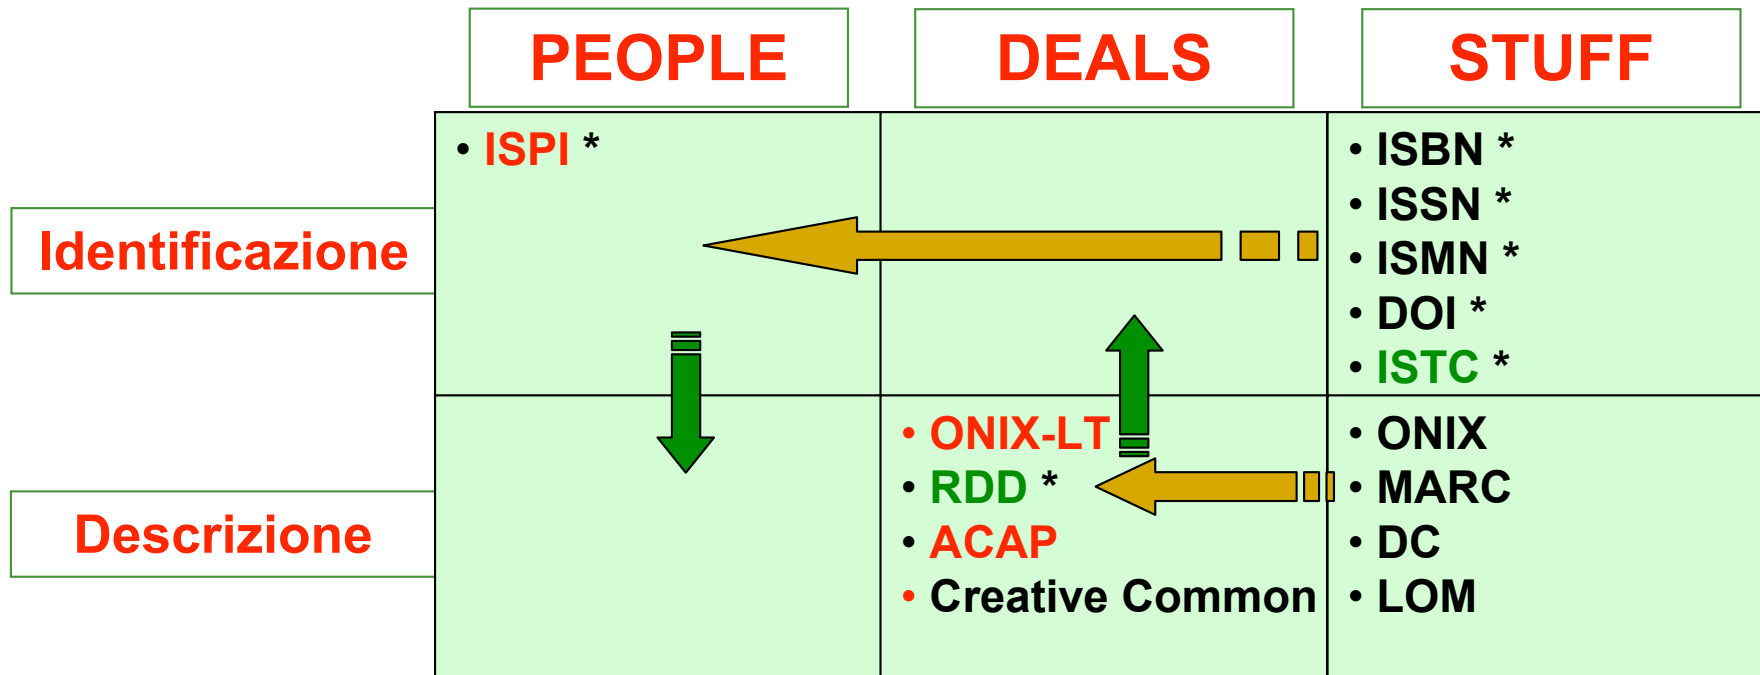 PEOPLE DEALS STUFF
Identificazione
• ISPI *
• ISBN *
• ISSN *
• ISMN *
• DOI *
• ISTC *
Descrizione
• ONIX-LT
• RDD *
• ACAP
• Creative Common
• ONIX
• MARC
• DC
• LOM